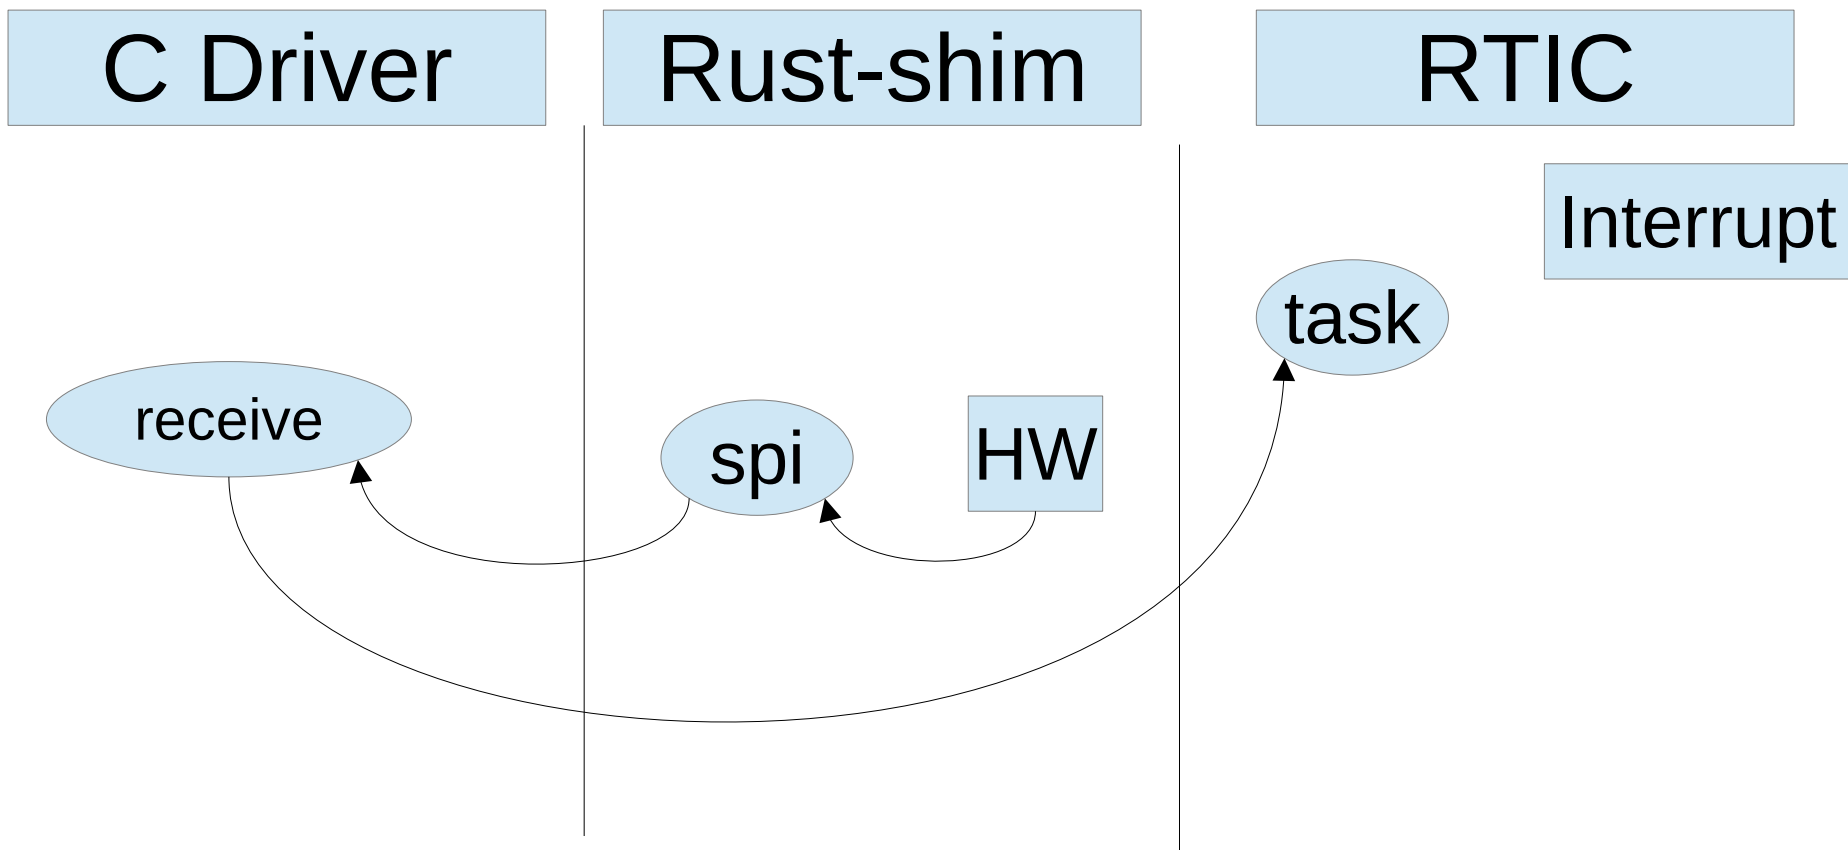 C Driver
Rust-shim
RTIC
Interrupt
task
receive
spi
HW